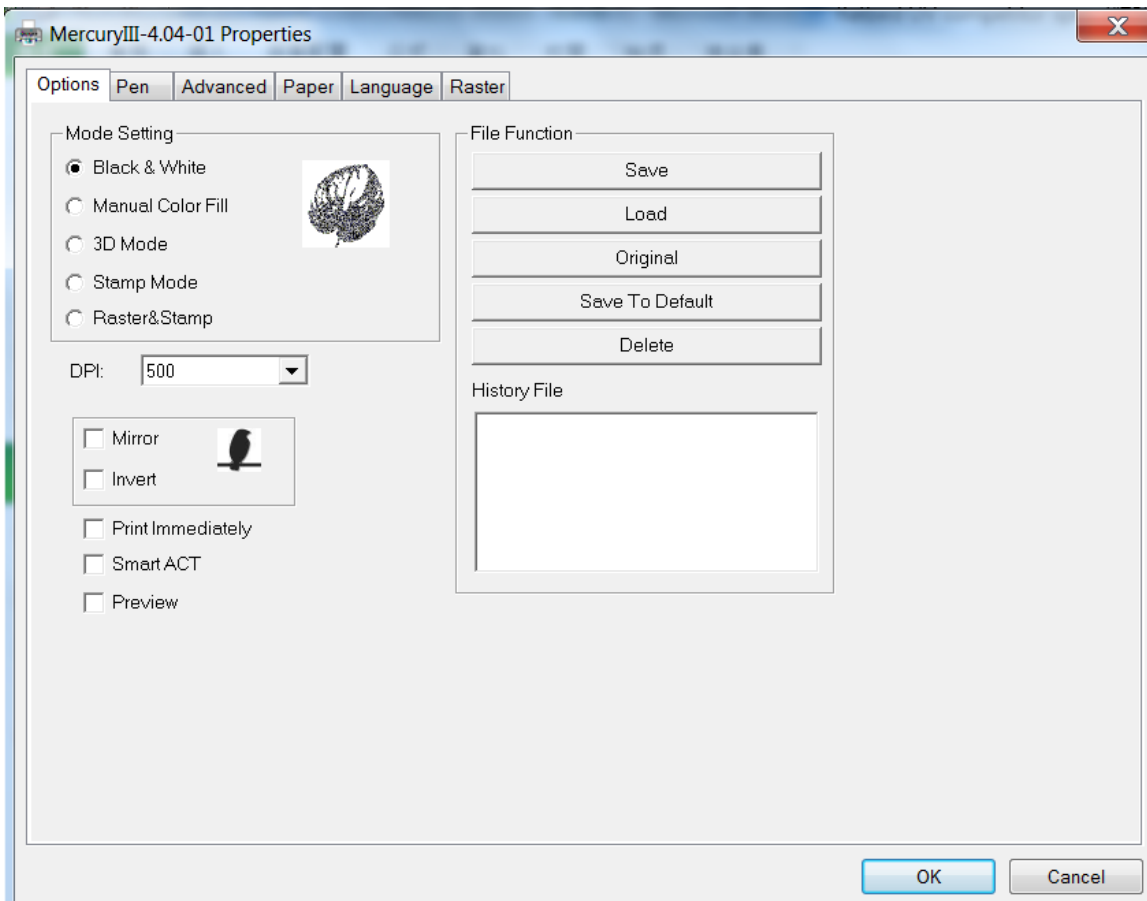 MercuryIII-4.04-01 Properties
Options Pen Advanced Paper Language Raster
Mode Setting
Black & White
Manual Color Fill
3D Mode
Stamp Mode
Raster&Stamp
DPI: 500
Mirror
Invert
Print Immediately
Smart ACT
Preview
File Function
Save
Load
Original
Save To Default
Delete
History File
OK Cancel